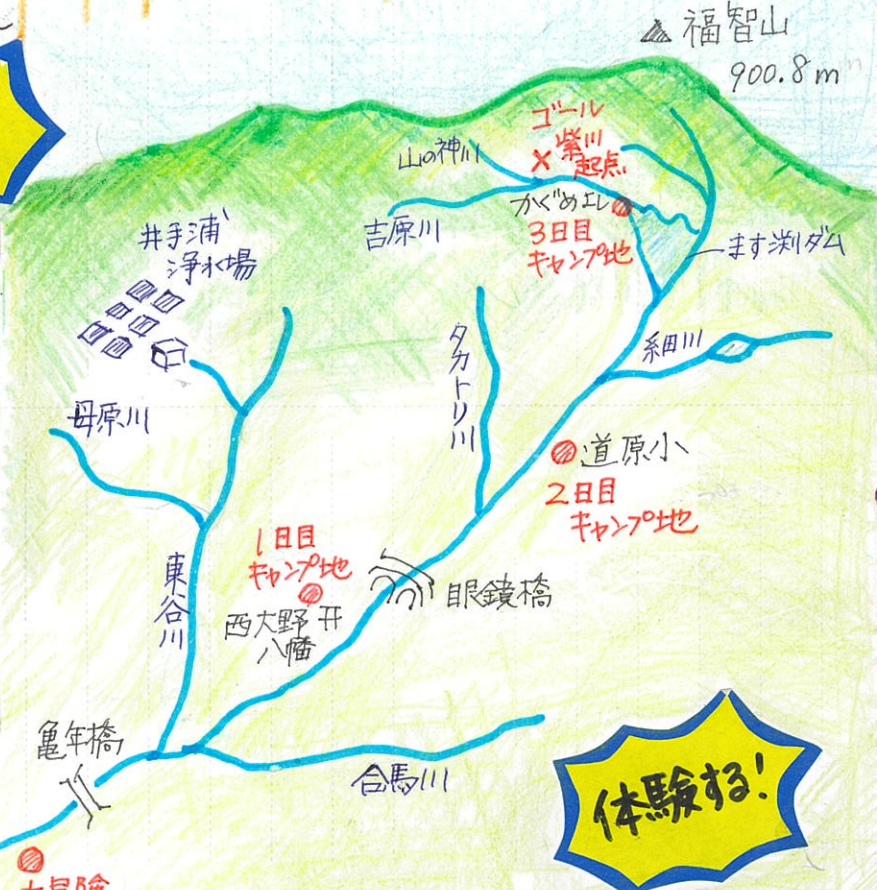 福智山
900.8m
ゴール
紫川
起点
山の神川
かぐめよし
吉原川
3日目
キャンプ地
ます渕ダム
井手浦
浄水場
タカトリ川
細田川
母原川
道原小
2日目
キャンプ地
1日目
キャンプ地
眼鏡橋
東谷川
西大野
八幡
亀年橋
合馬川
体験する!